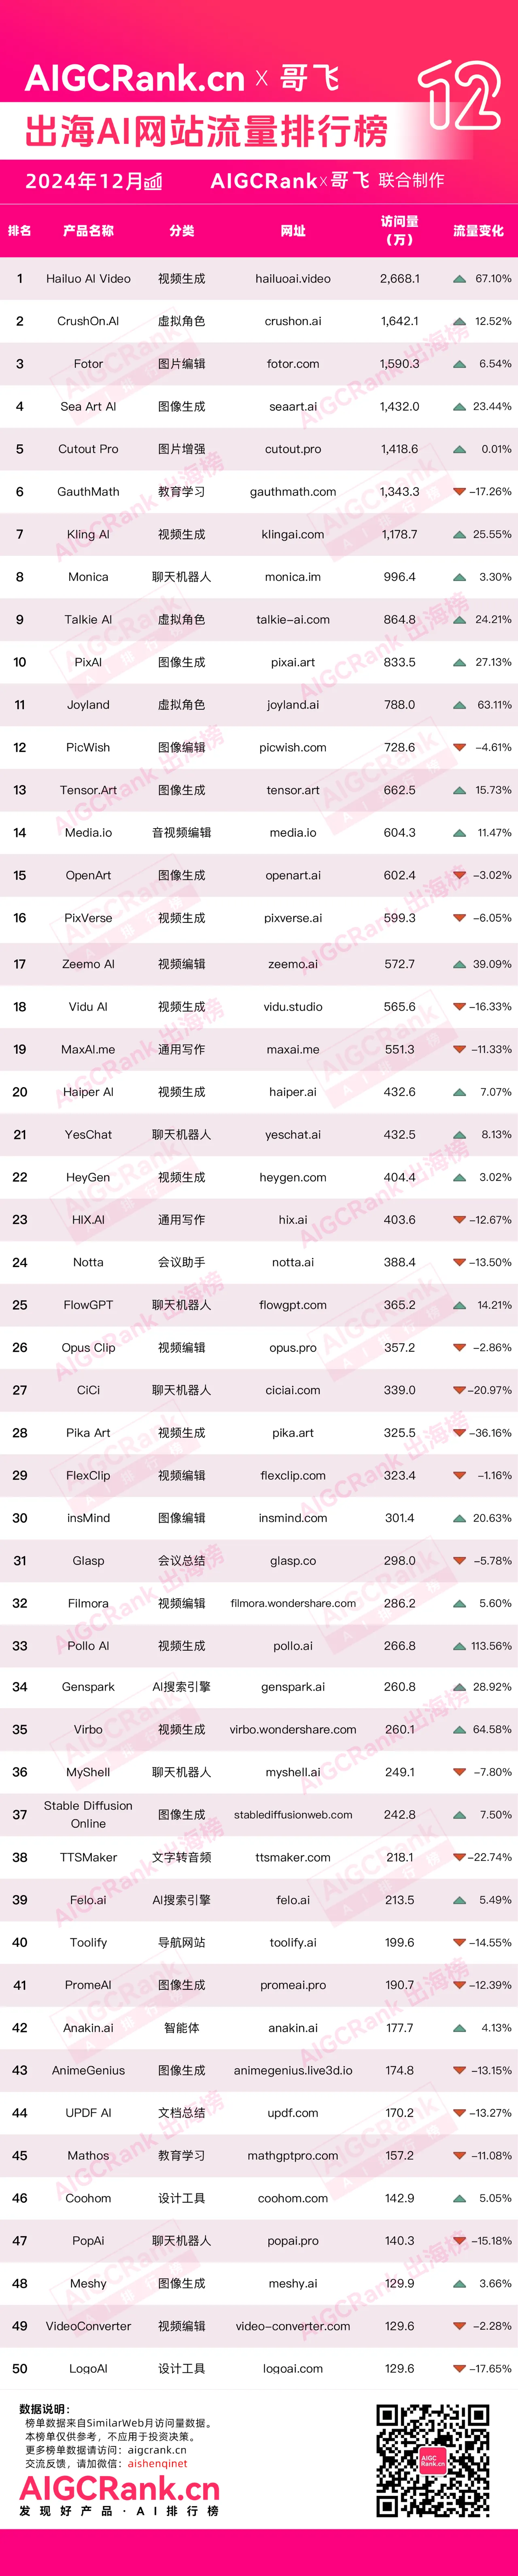 AIGCRank.cn × 哥飞
12
出海AI网站流量排行榜
2024年12月 AIGCRank×哥飞 联合制作
排名 产品名称 分类 网址 访问量（万） 流量变化
1 Hailuo AI Video 视频生成 hailuoai.video 2,668.1 67.10%
2 CrushOn.AI 虚拟角色 crushon.ai 1,642.1 12.52%
3 Fotor 图片编辑 fotor.com 1,590.3 6.54%
4 Sea Art AI 图像生成 seaart.ai 1,432.0 23.44%
5 Cutout Pro 图片增强 cutout.pro 1,418.6 0.01%
6 GauthMath 教育学习 gauthmath.com 1,343.3 -17.26%
7 Kling AI 视频生成 klingai.com 1,178.7 25.55%
8 Monica 聊天机器人 monica.im 996.4 3.30%
9 Talkie AI 虚拟角色 talkie-ai.com 864.8 24.21%
10 PixAI 图像生成 pixai.art 833.5 27.13%
11 Joyland 虚拟角色 joyland.ai 788.0 63.11%
12 PicWish 图像编辑 picwish.com 728.6 -4.61%
13 Tensor.Art 图像生成 tensor.art 662.5 15.73%
14 Media.io 音视频编辑 media.io 604.3 11.47%
15 OpenArt 图像生成 openart.ai 602.4 -3.02%
16 PixVerse 视频生成 pixverse.ai 599.3 -6.05%
17 Zeemo AI 视频编辑 zeemo.ai 572.7 39.09%
18 Vidu AI 视频生成 vidu.studio 565.6 -16.33%
19 MaxAI.me 通用写作 maxai.me 551.3 -11.33%
20 Haiper AI 视频生成 haiper.ai 432.6 7.07%
21 YesChat 聊天机器人 yeschat.ai 432.5 8.13%
22 HeyGen 视频生成 heygen.com 404.4 3.02%
23 HIX.AI 通用写作 hix.ai 403.6 -12.67%
24 Notta 会议助手 notta.ai 388.4 -13.50%
25 FlowGPT 聊天机器人 flowgpt.com 365.2 14.21%
26 Opus Clip 视频编辑 opus.pro 357.2 -2.86%
27 CiCi 聊天机器人 ciciai.com 339.0 -20.97%
28 Pika Art 视频生成 pika.art 325.5 -36.16%
29 FlexClip 视频编辑 flexclip.com 323.4 -1.16%
30 insMind 图像编辑 insmind.com 301.4 20.63%
31 Glasp 会议总结 glasp.co 298.0 -5.78%
32 Filmora 视频编辑 filmora.wondershare.com 286.2 5.60%
33 Pollo AI 视频生成 pollo.ai 266.8 113.56%
34 Genspark AI搜索引擎 genspark.ai 260.8 28.92%
35 Virbo 视频生成 virbo.wondershare.com 260.1 64.58%
36 MyShell 聊天机器人 myshell.ai 249.1 -7.80%
37 Stable Diffusion Online 图像生成 stablediffusionweb.com 242.8 7.50%
38 TTSMaker 文字转音频 ttsmaker.com 218.1 -22.74%
39 Felo.ai AI搜索引擎 felo.ai 213.5 5.49%
40 Toolify 导航网站 toolify.ai 199.6 -14.55%
41 PromeAI 图像生成 promeai.pro 190.7 -12.39%
42 Anakin.ai 智能体 anakin.ai 177.7 4.13%
43 AnimeGenius 图像生成 animegenius.live3d.io 174.8 -13.15%
44 UPDF AI 文档总结 updf.com 170.2 -13.27%
45 Mathos 教育学习 mathgptpro.com 157.2 -11.08%
46 Coohom 设计工具 coohom.com 142.9 5.05%
47 PopAi 聊天机器人 popai.pro 140.3 -15.18%
48 Meshy 图像生成 meshy.ai 129.9 3.66%
49 VideoConverter 视频编辑 video-converter.com 129.6 -2.28%
50 LogoAI 设计工具 logoai.com 129.6 -17.65%
数据说明：
榜单数据来自SimilarWeb月访问量数据。
本榜单仅供参考，不应用于投资决策。
更多榜单数据请访问：aigcrank.cn
交流反馈，请加微信：aishenqinet
AIGCRank.cn
发现好产品·AI排行榜
AIGC
Rank.cn